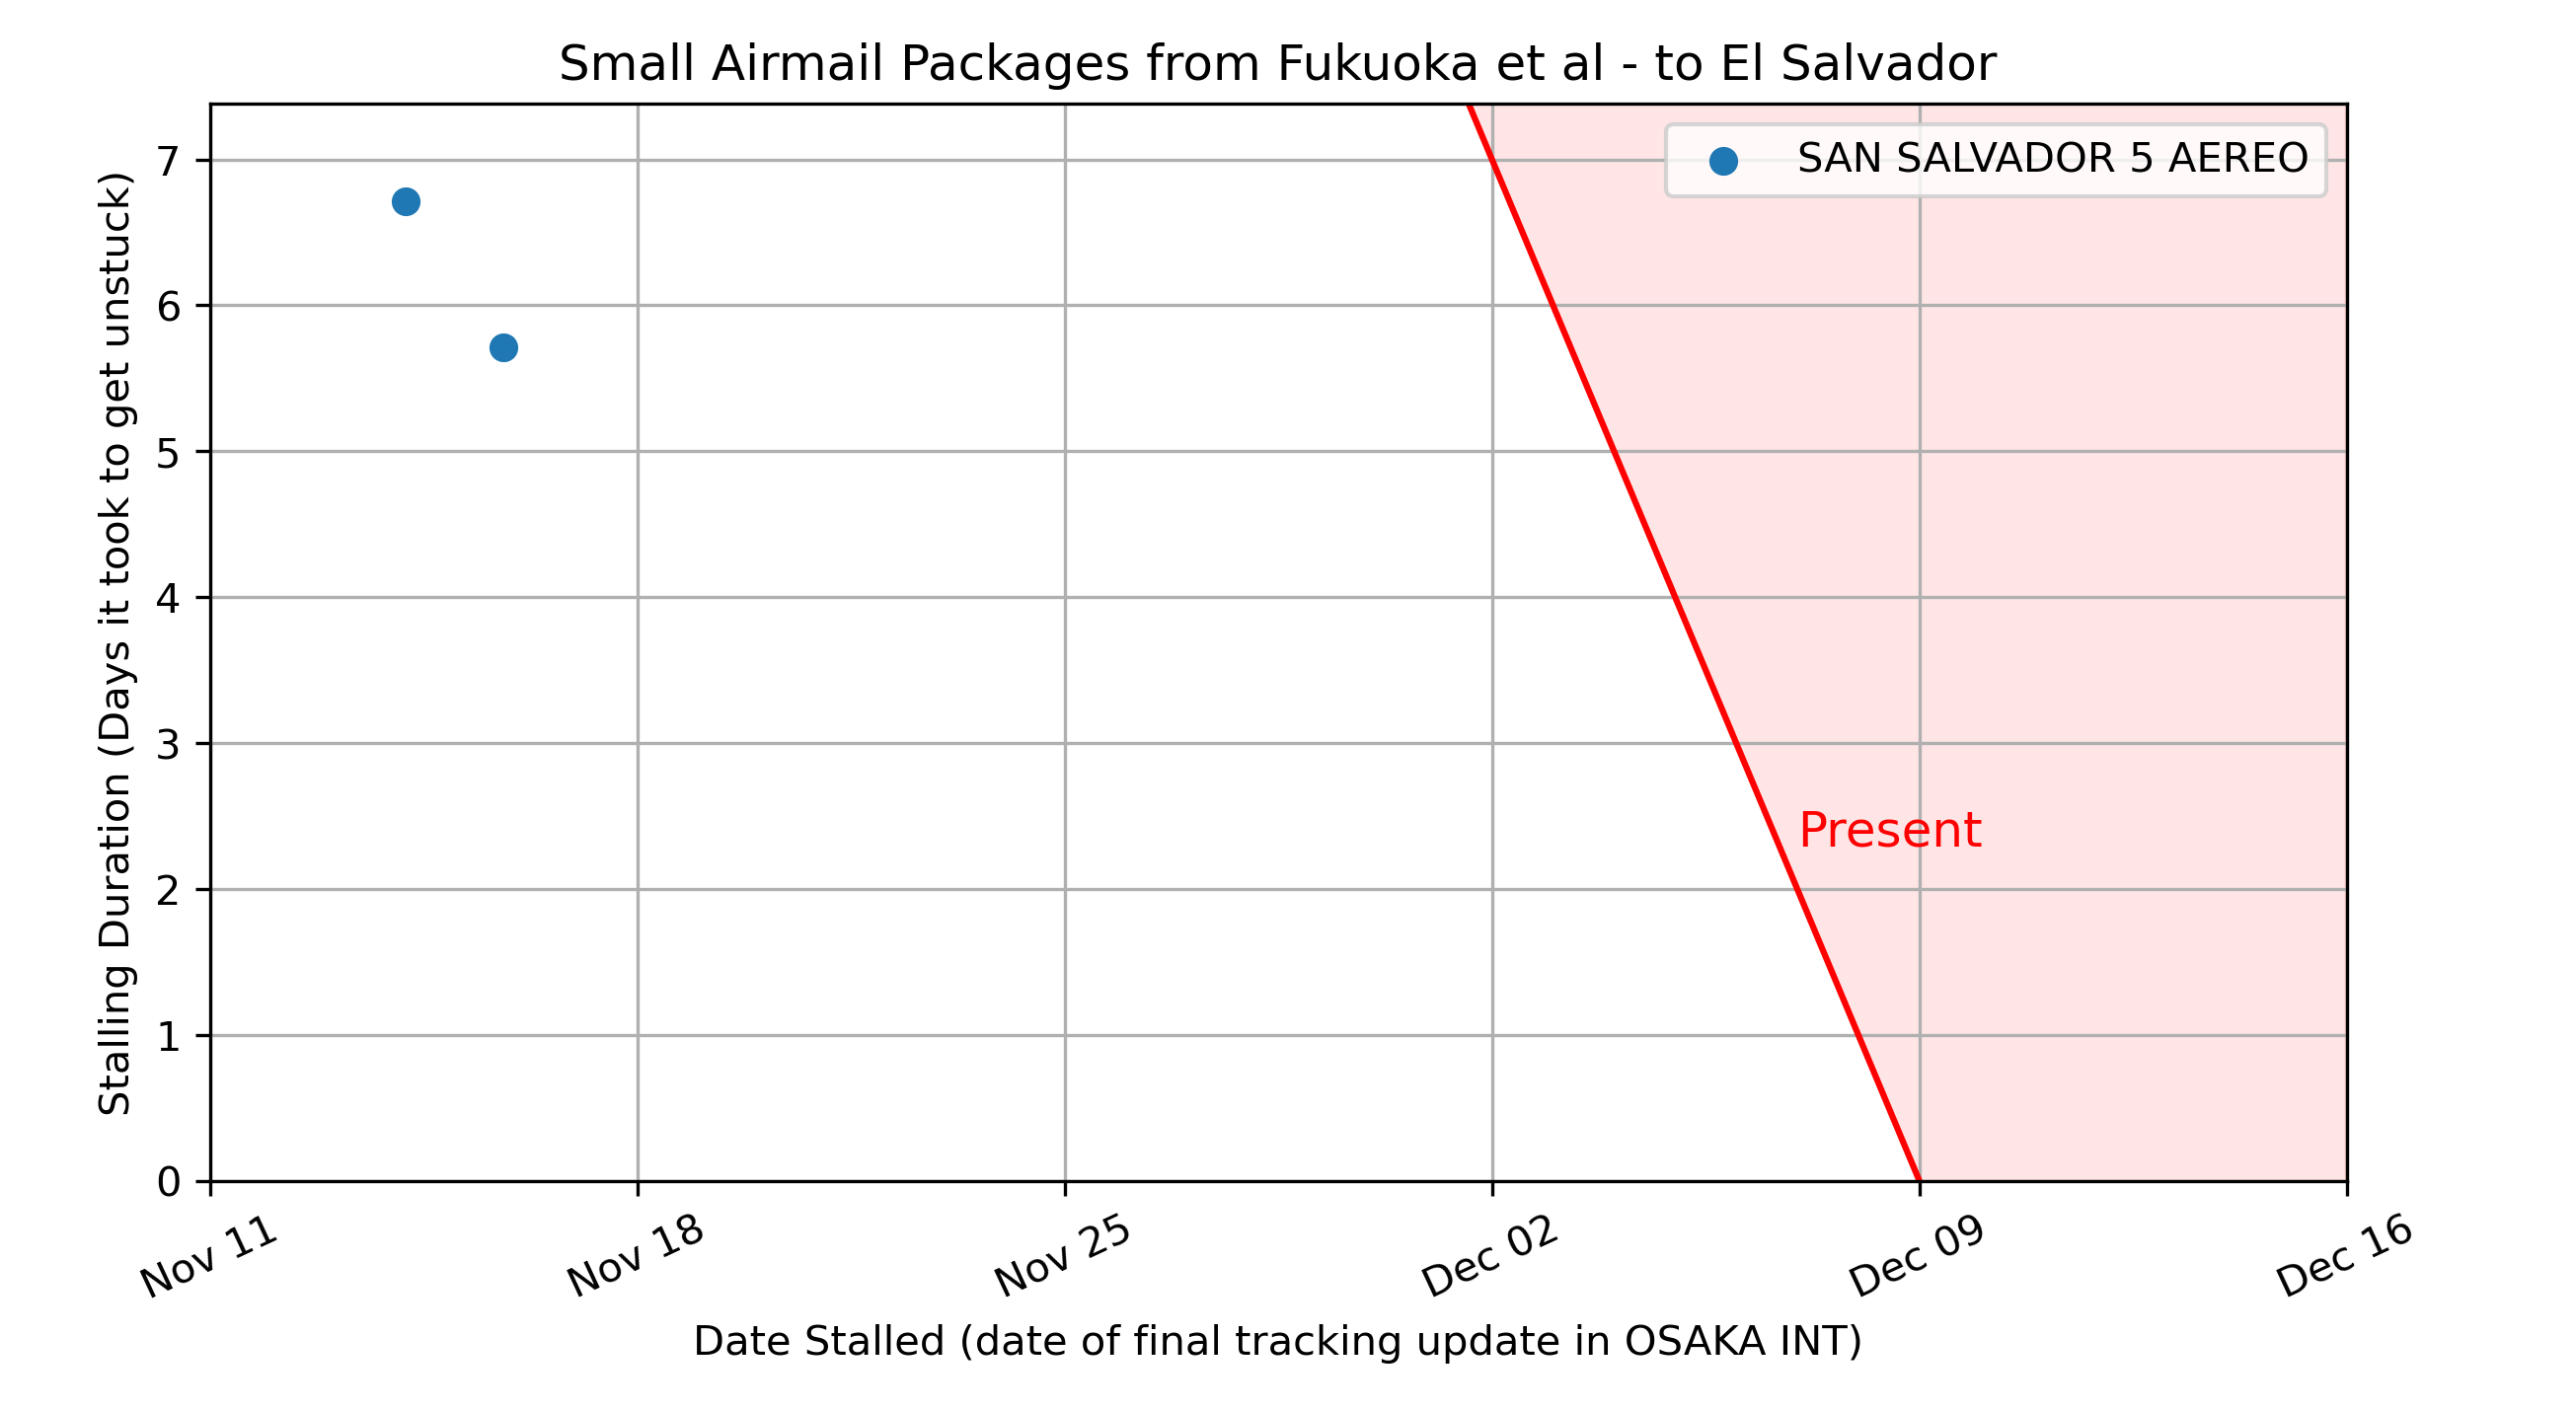 Small Airmail Packages from Fukuoka et al - to El Salvador
SAN SALVADOR 5 AEREO
Stalling Duration (Days it took to get unstuck)
7
6
5
4
3
2
1
0
Present
Nov 11
Nov 18
Nov 25
Dec 02
Dec 09
Dec 16
Date Stalled (date of final tracking update in OSAKA INT)